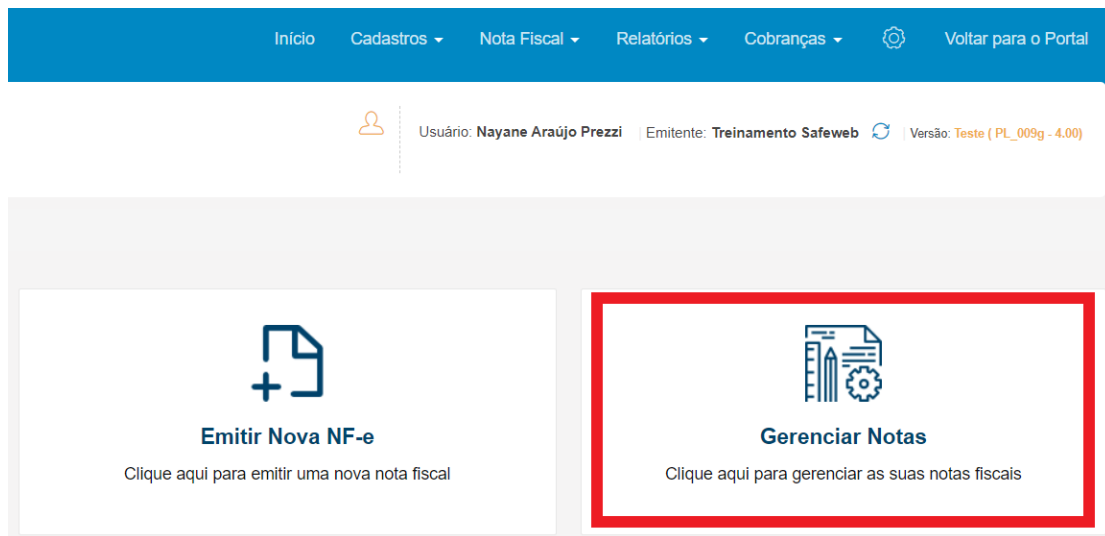 Início Cadastros Nota Fiscal Relatórios Cobranças Voltar para o Portal
Usuário: Nayane Araújo Prezzi Emitente: Treinamento Safeweb Versão: Teste ( PL_009g - 4.00)
Emitir Nova NF-e
Clique aqui para emitir uma nova nota fiscal
Gerenciar Notas
Clique aqui para gerenciar as suas notas fiscais